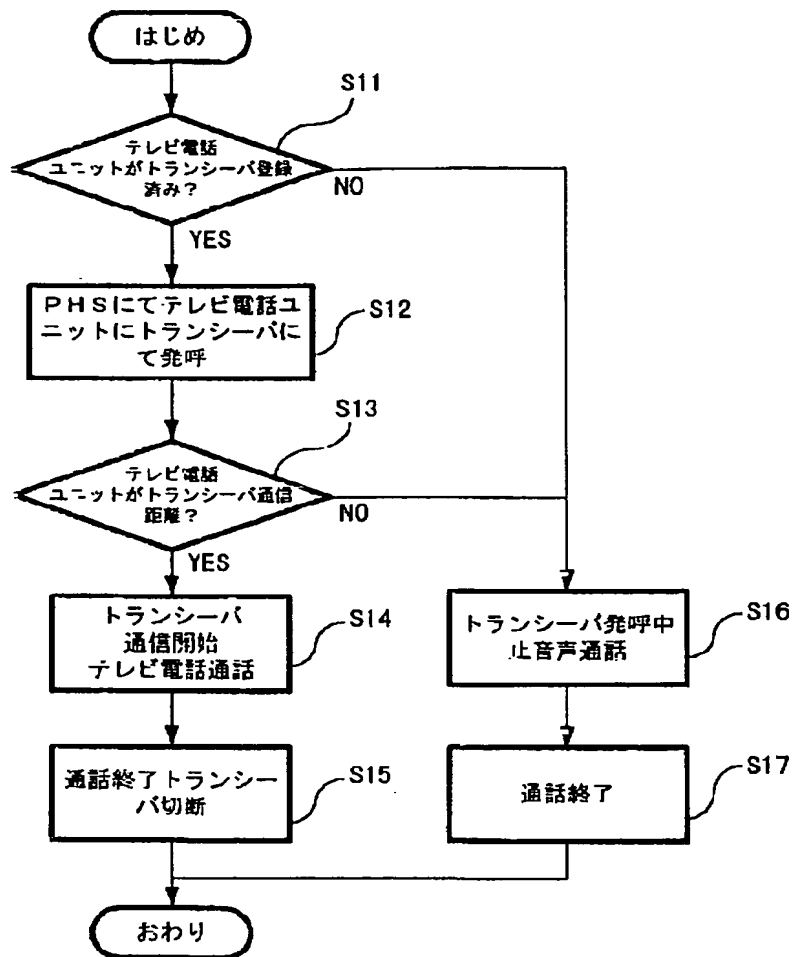 はじめ
S11
テレビ電話
ユニットがトランシーバ登録
済み？
NO
YES
ＰＨＳにてテレビ電話ユ
ニットにトランシーバに
て発呼
S12
S13
テレビ電話
ユニットがトランシーバ通信
距離？
NO
YES
トランシーバ
通信開始
テレビ電話通話
S14
トランシーバ発呼中
止音声通話
S16
通話終了トランシー
バ切断
S15
通話終了
S17
おわり